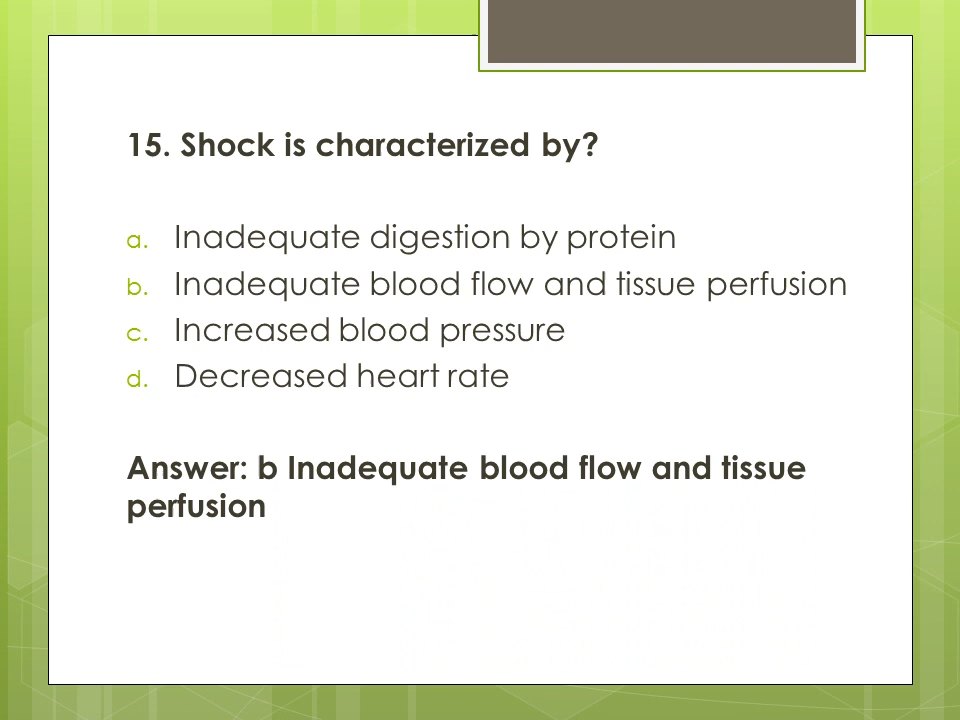 15. Shock is characterized by?
a. Inadequate digestion by protein
b. Inadequate blood flow and tissue perfusion
c. Increased blood pressure
d. Decreased heart rate
Answer: b Inadequate blood flow and tissue
perfusion